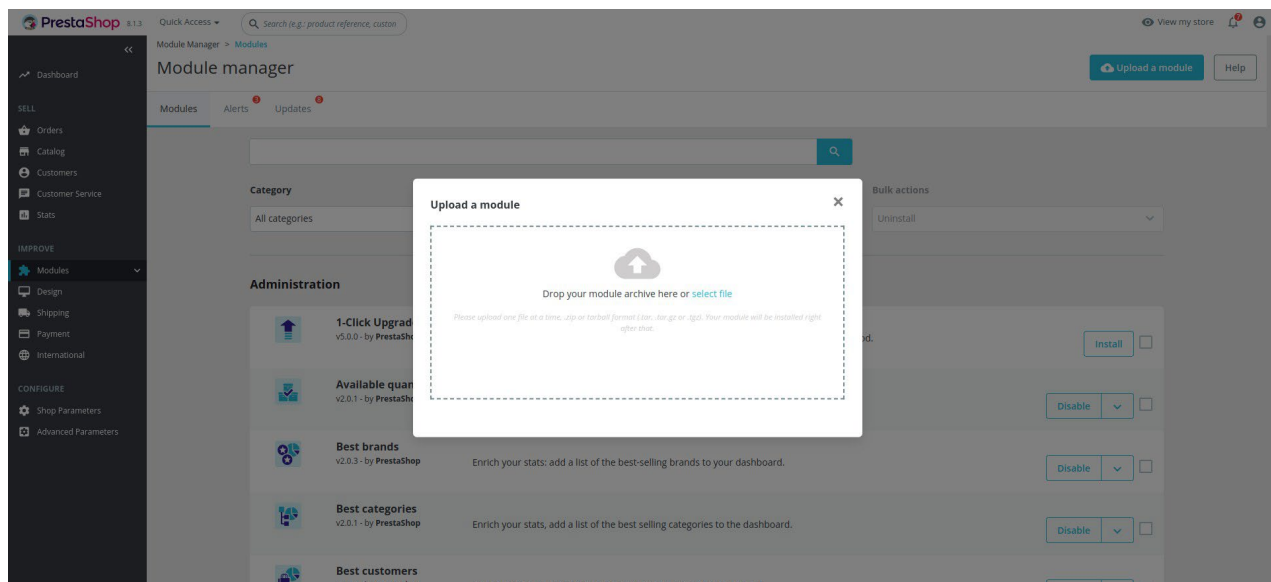 PrestaShop 8.1.3 Quick Access Search (e.g.: product reference, custon View my store
Module Manager > Modules
Module manager Upload a module Help
Modules Alerts Updates
Dashboard
SELL
Orders
Catalog
Customers
Customer Service
Stats
IMPROVE
Modules
Design
Shipping
Payment
International
CONFIGURE
Shop Parameters
Advanced Parameters
Category Bulk actions
All categories Uninstall
Upload a module
Drop your module archive here or select file
Please upload one file at a time, .zip or tarball format (.tar, .tar.gz or .tgz). Your module will be installed right
after that.
Administration
1-Click Upgrad
v5.0.0 - by PrestaSho
od.
Install
Available quan
v2.0.1 - by PrestaSho
Disable
Best brands
v2.0.3 - by PrestaShop Enrich your stats: add a list of the best-selling brands to your dashboard.
Disable
Best categories
v2.0.1 - by PrestaShop Enrich your stats, add a list of the best selling categories to the dashboard.
Disable
Best customers